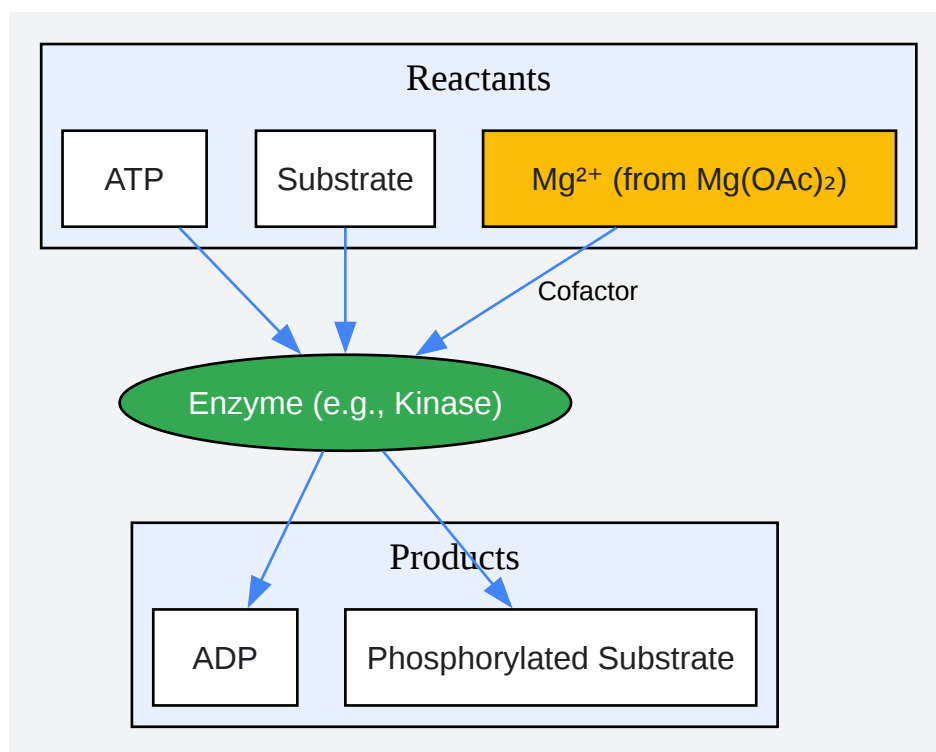 Reactants
ATP
Substrate
Mg²⁺ (from Mg(OAc)₂)
Cofactor
Enzyme (e.g., Kinase)
Products
ADP
Phosphorylated Substrate